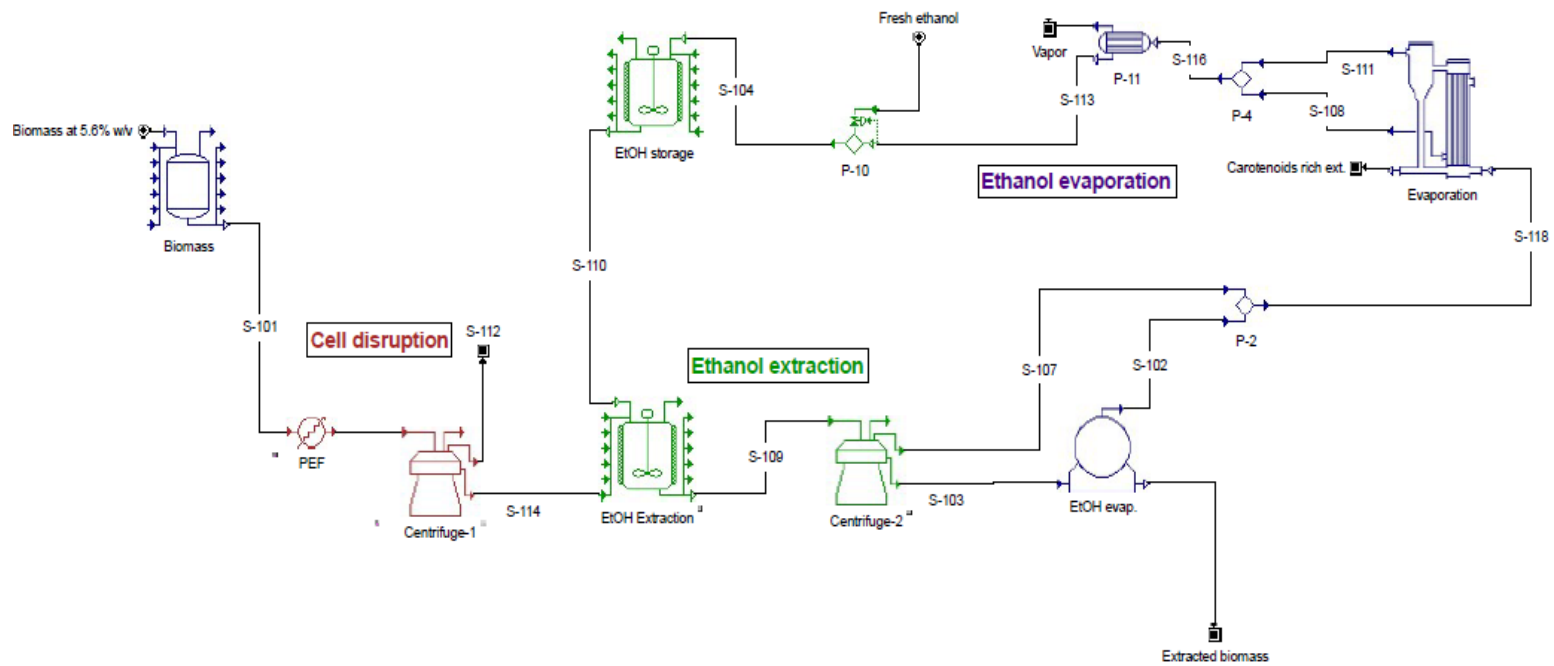 Fresh ethanol
Vapor
S-116
S-111
P-11
S-104
S-113
S-108
P-4
Biomass at 5.6% w/v
EtOH storage
P-10
Carotenoids rich ext.
Ethanol evaporation
Evaporation
S-118
Biomass
S-110
S-101
S-112
Cell disruption
P-2
Ethanol extraction
S-107
S-102
PEF
S-109
S-103
S-114
EtOH Extraction
Centrifuge-1
Centrifuge-2
EtOH evap.
Extracted biomass